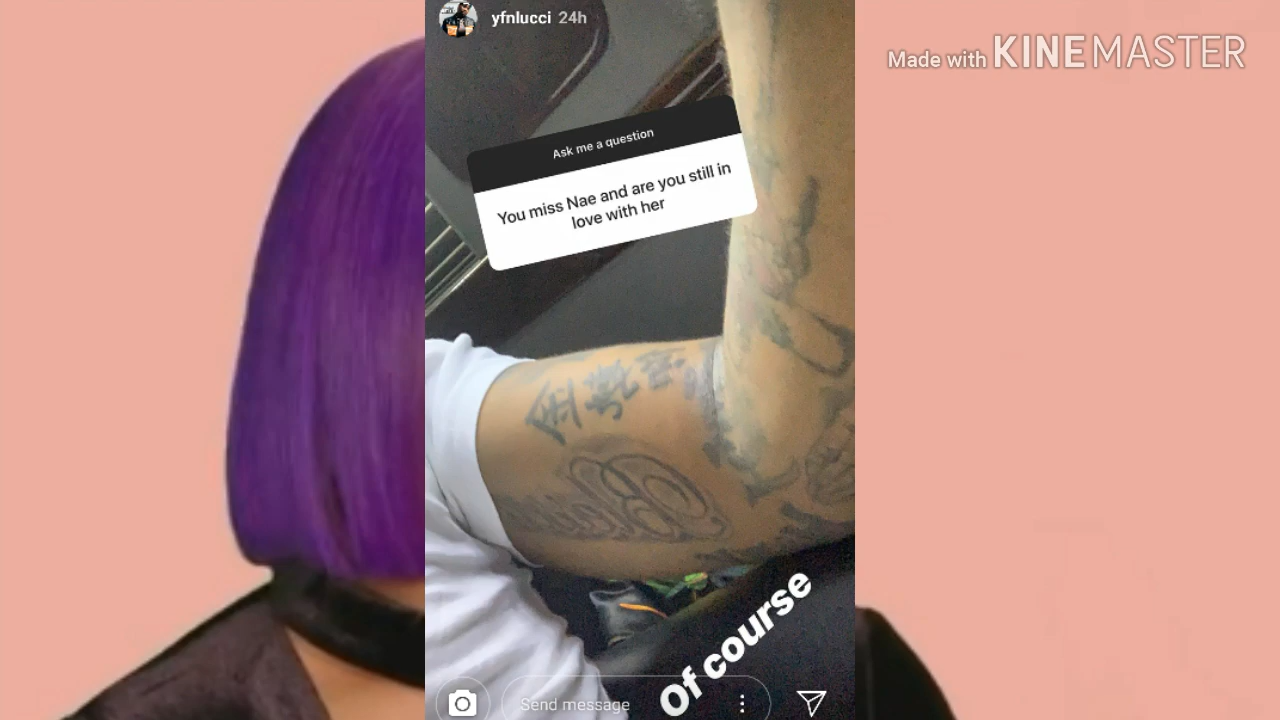 yfnlucci 24h
Made with KINEMASTER
Ask me a question
You miss Nae and are you still in
love with her
Of course
Send message